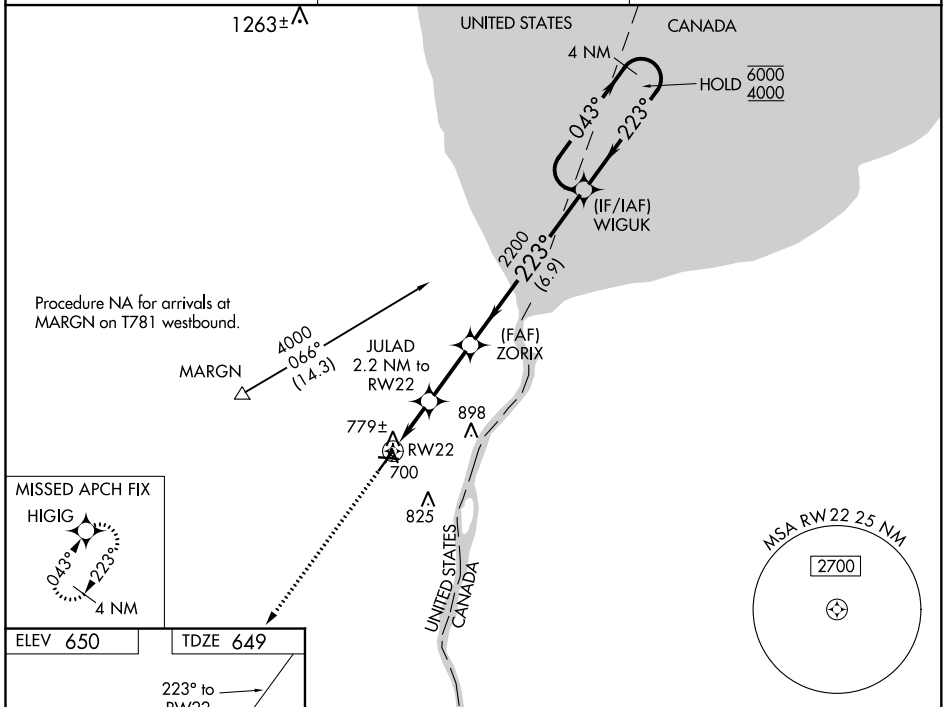 1263±
UNITED STATES
CANADA
4 NM
HOLD 6000
4000
043°
223°
(IF/IAF)
WIGUK
2200
223°
(6.9)
Procedure NA for arrivals at
MARGN on T781 westbound.
4000
066°
(14.3)
MARGN
JULAD
2.2 NM to
RW22
(FAF)
ZORIX
898
779±
RW22
700
825
MISSED APCH FIX
HIGIG
043°
223°
4 NM
UNITED STATES
CANADA
MSA RW22 25 NM
2700
ELEV 650
TDZE 649
223° to
RW22